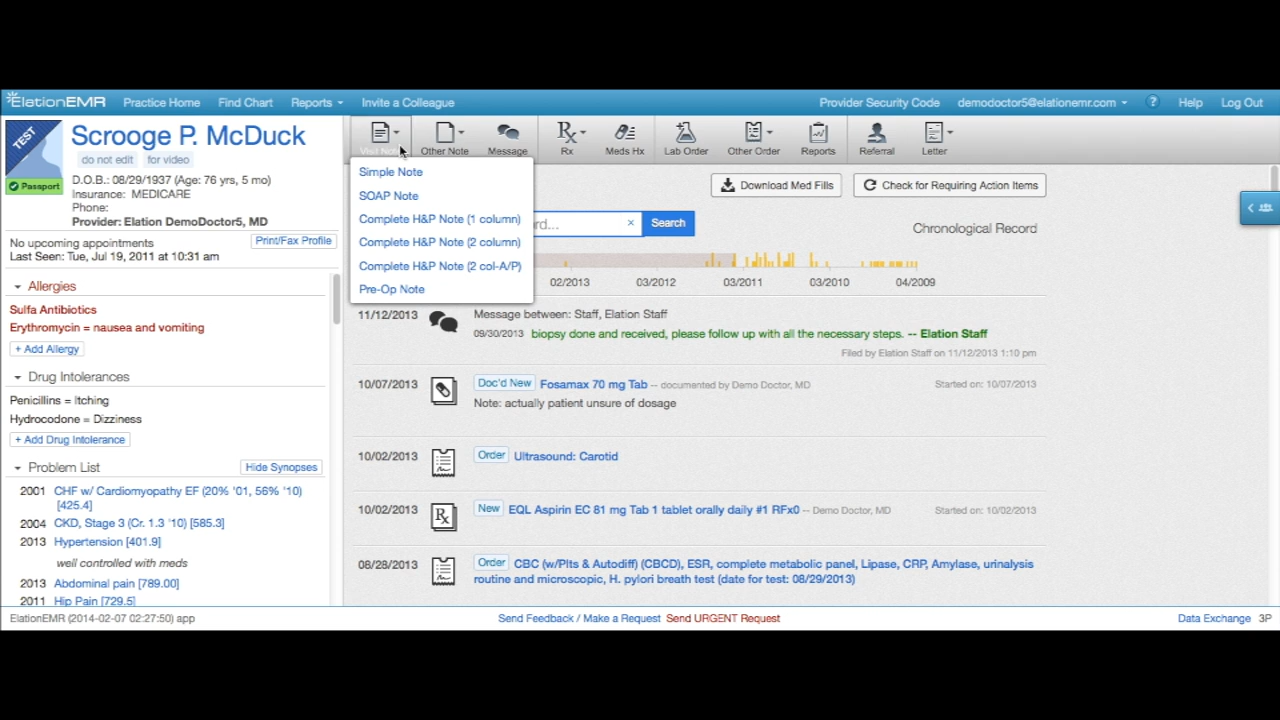 ElationEMR Practice Home Find Chart Reports Invite a Colleague Provider Security Code demodoctor5@elationemr.com ? Help Log Out
TEST
Passport
Scrooge P. McDuck
do not edit for video
D.O.B.: 08/29/1937 (Age: 76 yrs, 5 mo)
Insurance: MEDICARE
Phone:
Provider: Elation DemoDoctor5, MD
No upcoming appointments
Print/Fax Profile
Last Seen: Tue, Jul 19, 2011 at 10:31 am
Allergies
Sulfa Antibiotics
Erythromycin = nausea and vomiting
+ Add Allergy
Drug Intolerances
Penicillins = Itching
Hydrocodone = Dizziness
+ Add Drug Intolerance
Problem List Hide Synopses
2001 CHF w/ Cardiomyopathy EF (20% '01, 56% '10)
[425.4]
2004 CKD, Stage 3 (Cr. 1.3 '10) [585.3]
2013 Hypertension [401.9]
well controlled with meds
2013 Abdominal pain [789.00]
2011 Hip Pain [729.5]
Visit Note Other Note Message Rx Meds Hx Lab Order Other Order Reports Referral Letter
Simple Note
SOAP Note
Complete H&P Note (1 column)
Complete H&P Note (2 column)
Complete H&P Note (2 col-A/P)
Pre-Op Note
Download Med Fills Check for Requiring Action Items
rd... × Search Chronological Record
02/2013 03/2012 03/2011 03/2010 04/2009
11/12/2013 Message between: Staff, Elation Staff
09/30/2013 biopsy done and received, please follow up with all the necessary steps. -- Elation Staff
Filed by Elation Staff on 11/12/2013 1:10 pm
10/07/2013 Doc'd New Fosamax 70 mg Tab -- documented by Demo Doctor, MD Started on: 10/07/2013
Note: actually patient unsure of dosage
10/02/2013 Order Ultrasound: Carotid
10/02/2013 Rx New EQL Aspirin EC 81 mg Tab 1 tablet orally daily #1 RFx0 -- Demo Doctor, MD Started on: 10/02/2013
08/28/2013 Order CBC (w/Plts & Autodiff) (CBCD), ESR, complete metabolic panel, Lipase, CRP, Amylase, urinalysis
routine and microscopic, H. pylori breath test (date for test: 08/29/2013)
ElationEMR (2014-02-07 02:27:50) app Send Feedback / Make a Request Send URGENT Request Data Exchange 3P